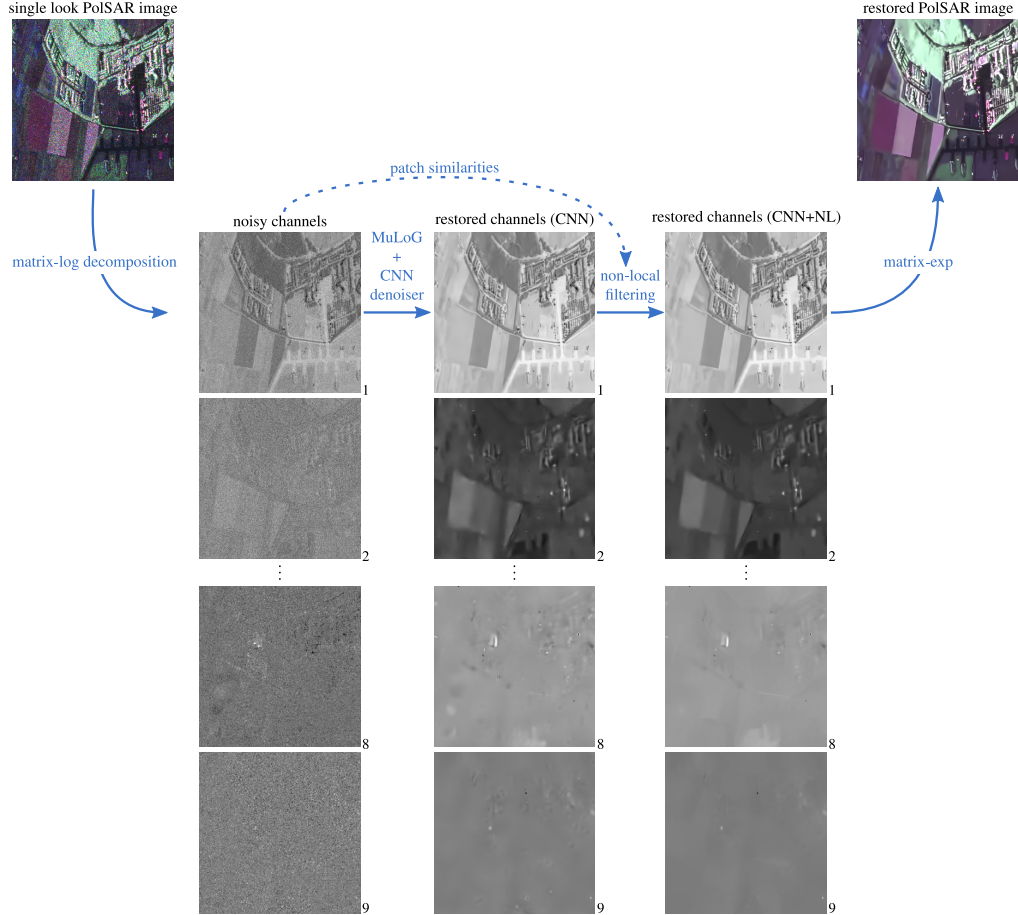 single look PolSAR image
restored PolSAR image
patch similarities
noisy channels
restored channels (CNN)
restored channels (CNN+NL)
matrix-log decomposition
MuLoG
+
CNN
denoiser
non-local
filtering
matrix-exp
1
1
1
2
2
2
⋮
⋮
⋮
8
8
8
9
9
9